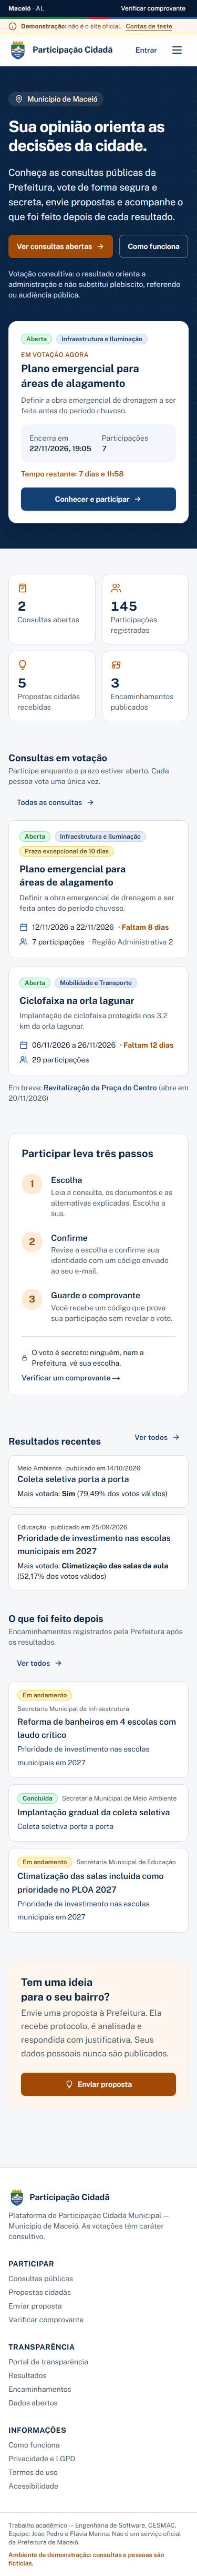 Maceió · AL
Verificar comprovante
Demonstração: não é o site oficial. Contas de teste
Participação Cidadã
Entrar
Município de Maceió
Sua opinião orienta as
decisões da cidade.
Conheça as consultas públicas da
Prefeitura, vote de forma segura e
secreta, envie propostas e acompanhe o
que foi feito depois de cada resultado.
Ver consultas abertas →
Como funciona
Votação consultiva: o resultado orienta a
administração e não substitui plebiscito, referendo
ou audiência pública.
Aberta
Infraestrutura e Iluminação
EM VOTAÇÃO AGORA
Plano emergencial para
áreas de alagamento
Definir a obra emergencial de drenagem a ser
feita antes do período chuvoso.
Encerra em
22/11/2026, 19:05
Participações
7
Tempo restante: 7 dias e 1h58
Conhecer e participar →
2
Consultas abertas
145
Participações
registradas
5
Propostas cidadãs
recebidas
3
Encaminhamentos
publicados
Consultas em votação
Participe enquanto o prazo estiver aberto. Cada
pessoa vota uma única vez.
Todas as consultas →
Aberta
Infraestrutura e Iluminação
Prazo excepcional de 10 dias
Plano emergencial para
áreas de alagamento
Definir a obra emergencial de drenagem a ser
feita antes do período chuvoso.
12/11/2026 a 22/11/2026 · Faltam 8 dias
7 participações · Região Administrativa 2
Aberta
Mobilidade e Transporte
Ciclofaixa na orla lagunar
Implantação de ciclofaixa protegida nos 3,2
km da orla lagunar.
06/11/2026 a 26/11/2026 · Faltam 12 dias
29 participações
Em breve: Revitalização da Praça do Centro (abre em
20/11/2026)
Participar leva três passos
1
Escolha
Leia a consulta, os documentos e as
alternativas explicadas. Escolha a
sua.
2
Confirme
Revise a escolha e confirme sua
identidade com um código enviado
ao seu e-mail.
3
Guarde o comprovante
Você recebe um código que prova
sua participação sem revelar o voto.
O voto é secreto: ninguém, nem a
Prefeitura, vê sua escolha.
Verificar um comprovante →
Resultados recentes
Ver todos →
Meio Ambiente · publicado em 14/10/2026
Coleta seletiva porta a porta
Mais votada: Sim (79,49% dos votos válidos)
Educação · publicado em 25/09/2026
Prioridade de investimento nas escolas
municipais em 2027
Mais votada: Climatização das salas de aula
(52,17% dos votos válidos)
O que foi feito depois
Encaminhamentos registrados pela Prefeitura após
os resultados.
Ver todos →
Em andamento
Secretaria Municipal de Infraestrutura
Reforma de banheiros em 4 escolas com
laudo crítico
Prioridade de investimento nas escolas
municipais em 2027
Concluída
Secretaria Municipal de Meio Ambiente
Implantação gradual da coleta seletiva
Coleta seletiva porta a porta
Em andamento
Secretaria Municipal de Educação
Climatização das salas incluída como
prioridade no PLOA 2027
Prioridade de investimento nas escolas
municipais em 2027
Tem uma ideia
para o seu bairro?
Envie uma proposta à Prefeitura. Ela
recebe protocolo, é analisada e
respondida com justificativa. Seus
dados pessoais nunca são publicados.
Enviar proposta
Participação Cidadã
Plataforma de Participação Cidadã Municipal —
Município de Maceió. As votações têm caráter
consultivo.
PARTICIPAR
Consultas públicas
Propostas cidadãs
Enviar proposta
Verificar comprovante
TRANSPARÊNCIA
Portal de transparência
Resultados
Encaminhamentos
Dados abertos
INFORMAÇÕES
Como funciona
Privacidade e LGPD
Termos de uso
Acessibilidade
Trabalho acadêmico — Engenharia de Software, CESMAC.
Equipe: João Pedro e Flávia Marina. Não é um serviço oficial
da Prefeitura de Maceió.
Ambiente de demonstração: consultas e pessoas são
fictícias.